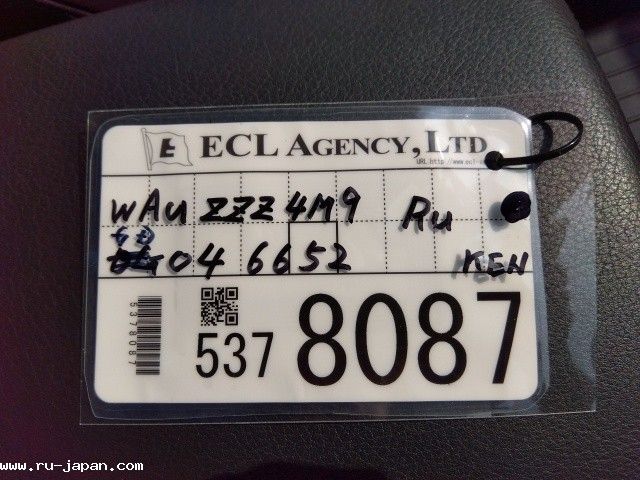 E ECL AGENCY, LTD
URL http://www.ecl-
WAU ZZZ 4M9 RU
04 6652 KEN
5378087
537 8087
www.ru-japan.com